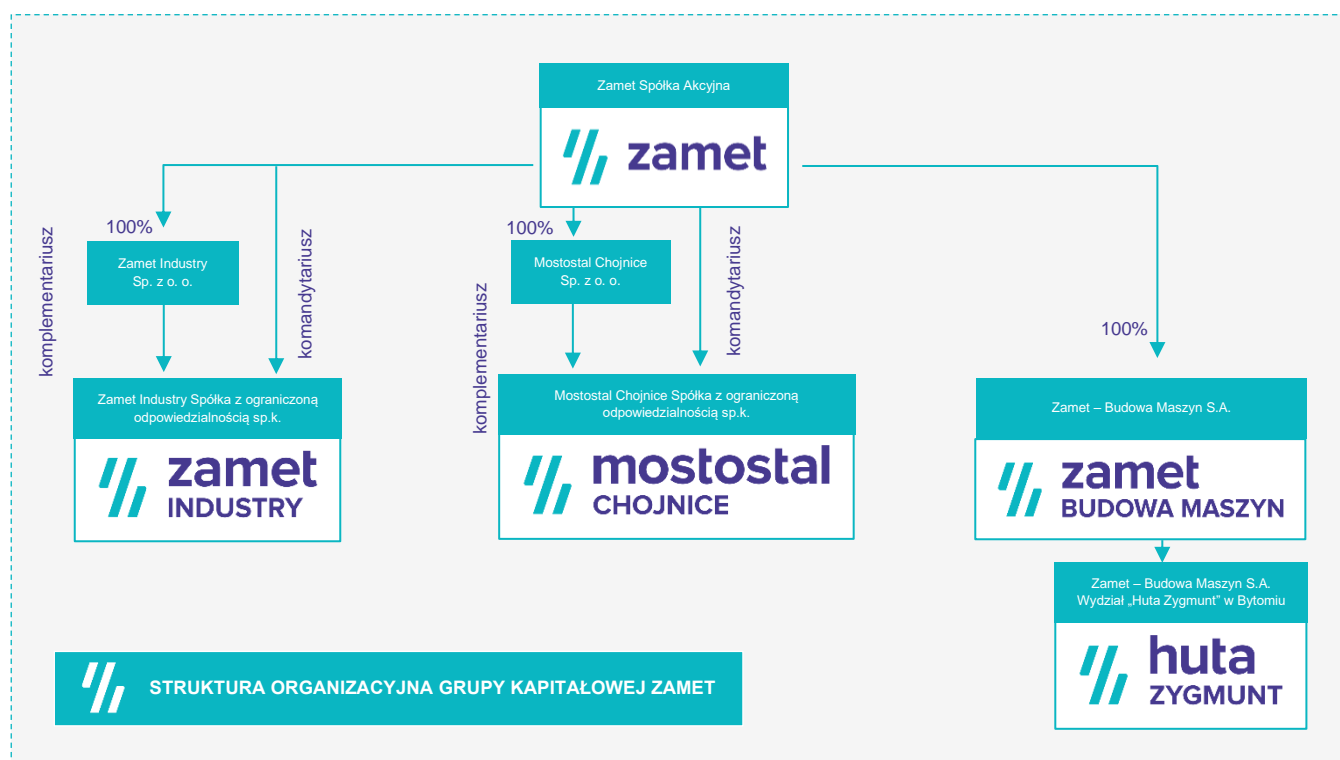 Zamet Spółka Akcyjna
zamet
100%
komplementariusz
Zamet Industry
Sp. z o. o.
komandytariusz
Zamet Industry Spółka z ograniczoną
odpowiedzialnością sp.k.
zamet
INDUSTRY
100%
komplementariusz
Mostostal Chojnice
Sp. z o. o.
komandytariusz
Mostostal Chojnice Spółka z ograniczoną
odpowiedzialnością sp.k.
mostostal
CHOJNICE
100%
Zamet – Budowa Maszyn S.A.
zamet
BUDOWA MASZYN
Zamet – Budowa Maszyn S.A.
Wydział „Huta Zygmunt” w Bytomiu
huta
ZYGMUNT
STRUKTURA ORGANIZACYJNA GRUPY KAPITAŁOWEJ ZAMET